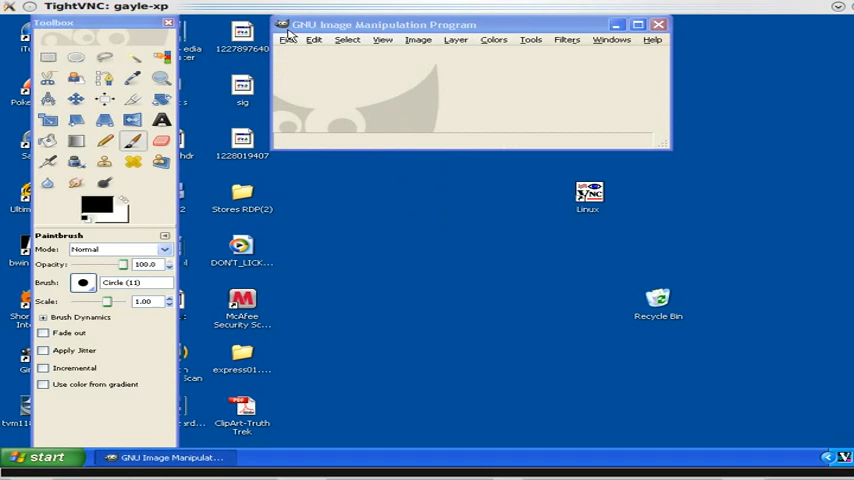 TightVNC: gayle-xp
Toolbox
GNU Image Manipulation Program
Edit Select View Image Layer Colors Tools Filters Windows Help
1227897640
sig
1228019407
Stores RDP(2)
DON'T_LICK...
McAfee
Security Sc...
express01....
ClipArt-Truth
Trek
Linux
Recycle Bin
Paintbrush
Mode: Normal
Opacity: 100.0
Brush: Circle (11)
Scale: 1.00
Brush Dynamics
Fade out
Apply Jitter
Incremental
Use color from gradient
start
GNU Image Manipulat...